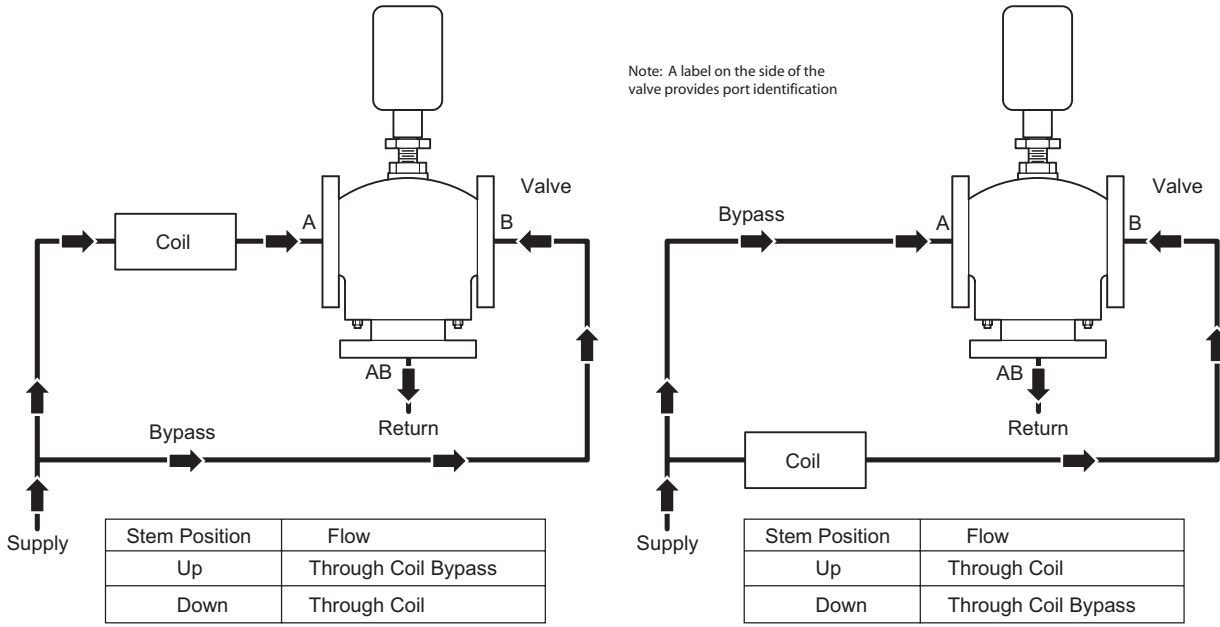 Note: A label on the side of the
valve provides port identification
Valve
A
B
Coil
AB
Return
Bypass
Supply
Stem Position Flow
Up Through Coil Bypass
Down Through Coil
Valve
Bypass
A
B
AB
Return
Coil
Supply
Stem Position Flow
Up Through Coil
Down Through Coil Bypass